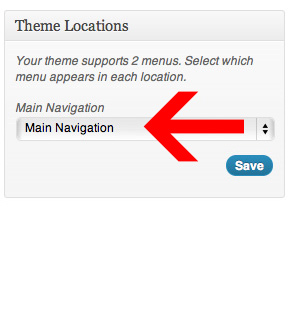 Theme Locations
Your theme supports 2 menus. Select which
menu appears in each location.
Main Navigation
Main Navigation
Save